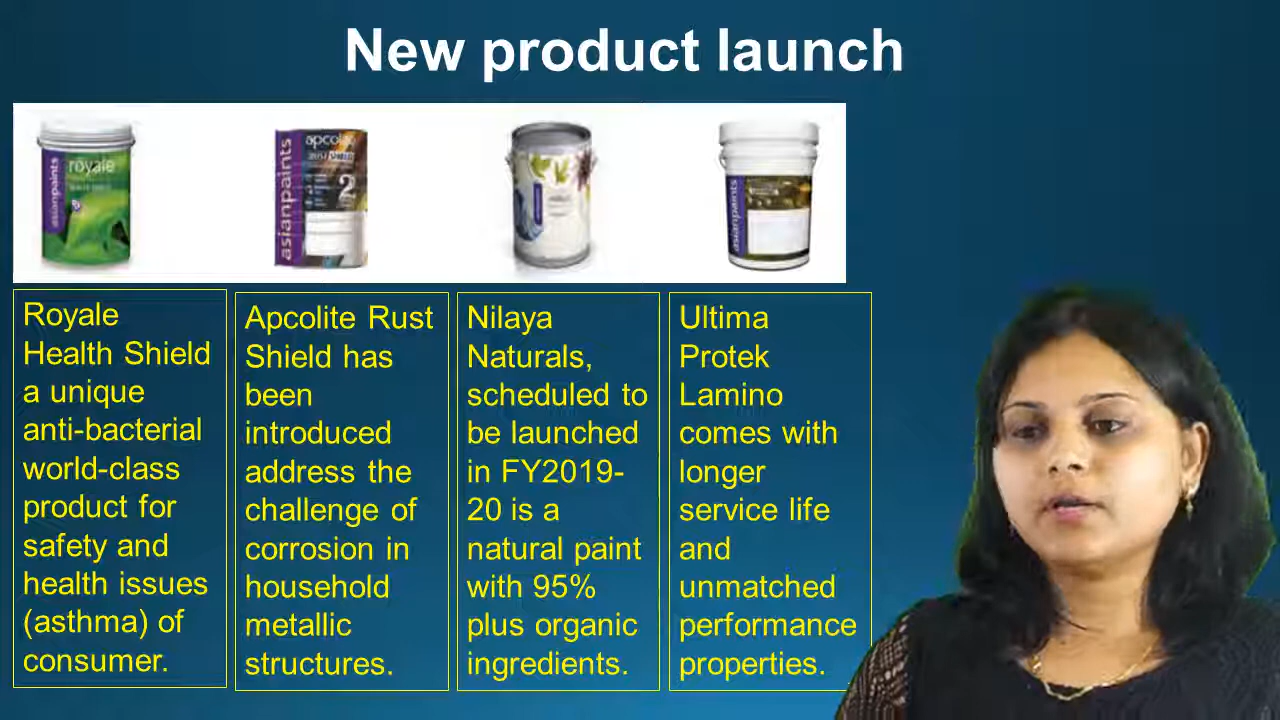 New product launch
asianpaints
royale
asianpaints
apcolite
2
asianpaints
Royale
Health Shield
a unique
anti-bacterial
world-class
product for
safety and
health issues
(asthma) of
consumer.
Apcolite Rust
Shield has
been
introduced
address the
challenge of
corrosion in
household
metallic
structures.
Nilaya
Naturals,
scheduled to
be launched
in FY2019-
20 is a
natural paint
with 95%
plus organic
ingredients.
Ultima
Protek
Lamino
comes with
longer
service life
and
unmatched
performance
properties.